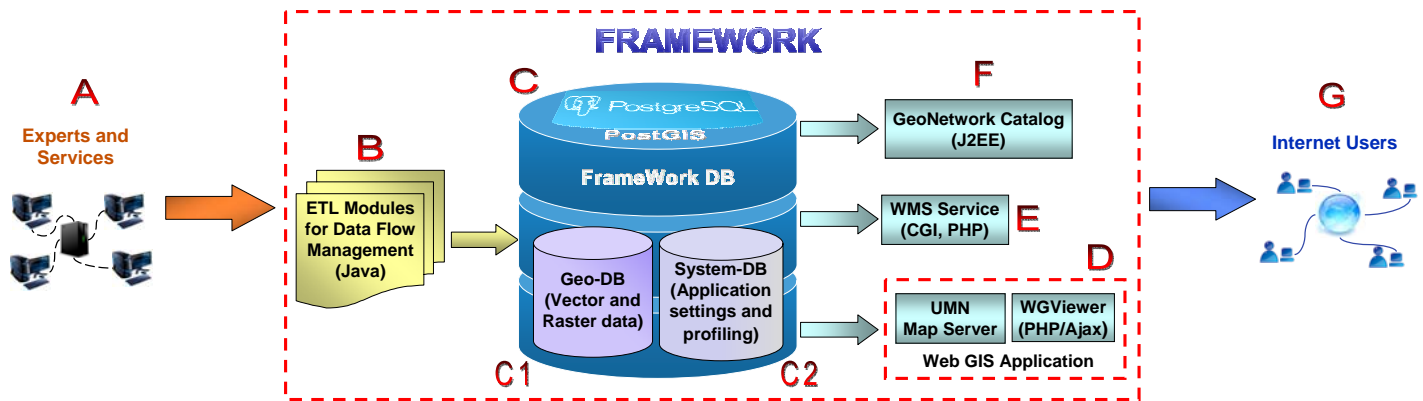 FRAMEWORK
A
Experts and
Services
B
ETL Modules
for Data Flow
Management
(Java)
C
PostgreSQL
PostGIS
FrameWork DB
Geo-DB
(Vector and
Raster data)
C1
System-DB
(Application
settings and
profiling)
C2
F
GeoNetwork Catalog
(J2EE)
WMS Service
(CGI, PHP)
E
D
UMN
Map Server
WGViewer
(PHP/Ajax)
Web GIS Application
G
Internet Users